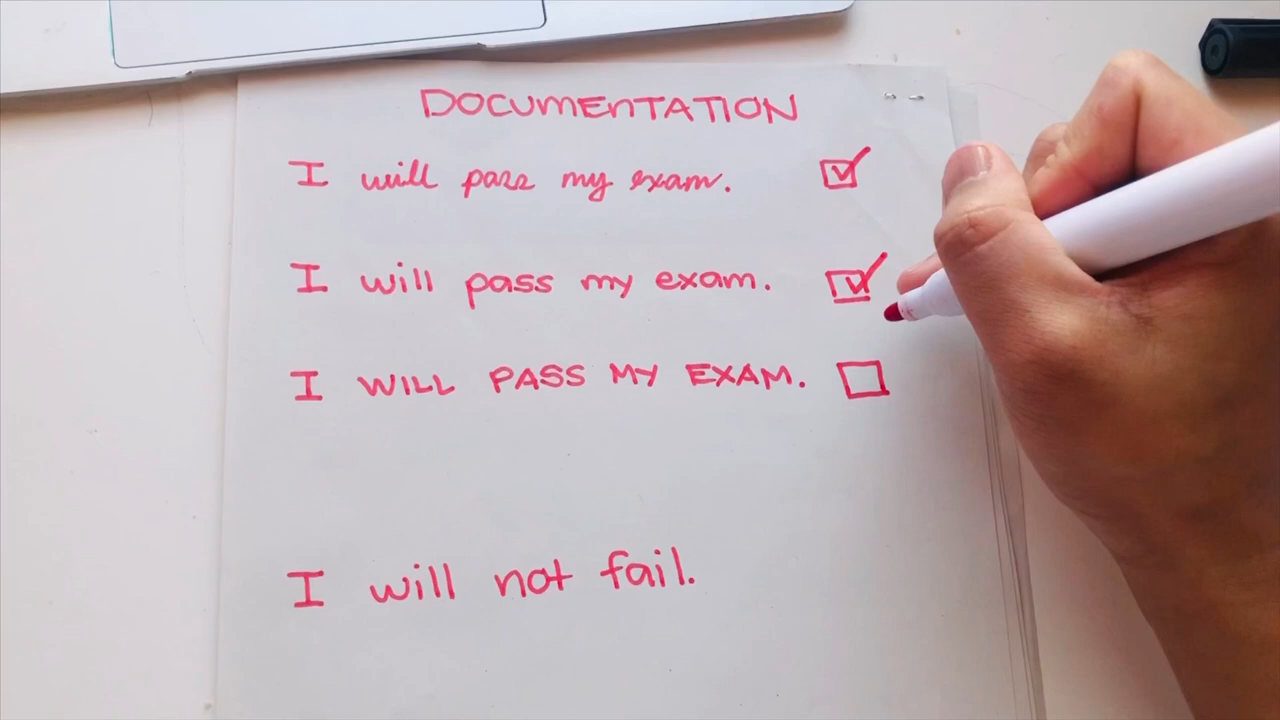 DOCUMENTATION
I will pass my exam. ☑
I will pass my exam. ☑
I WILL PASS MY EXAM. ☐
I will not fail.